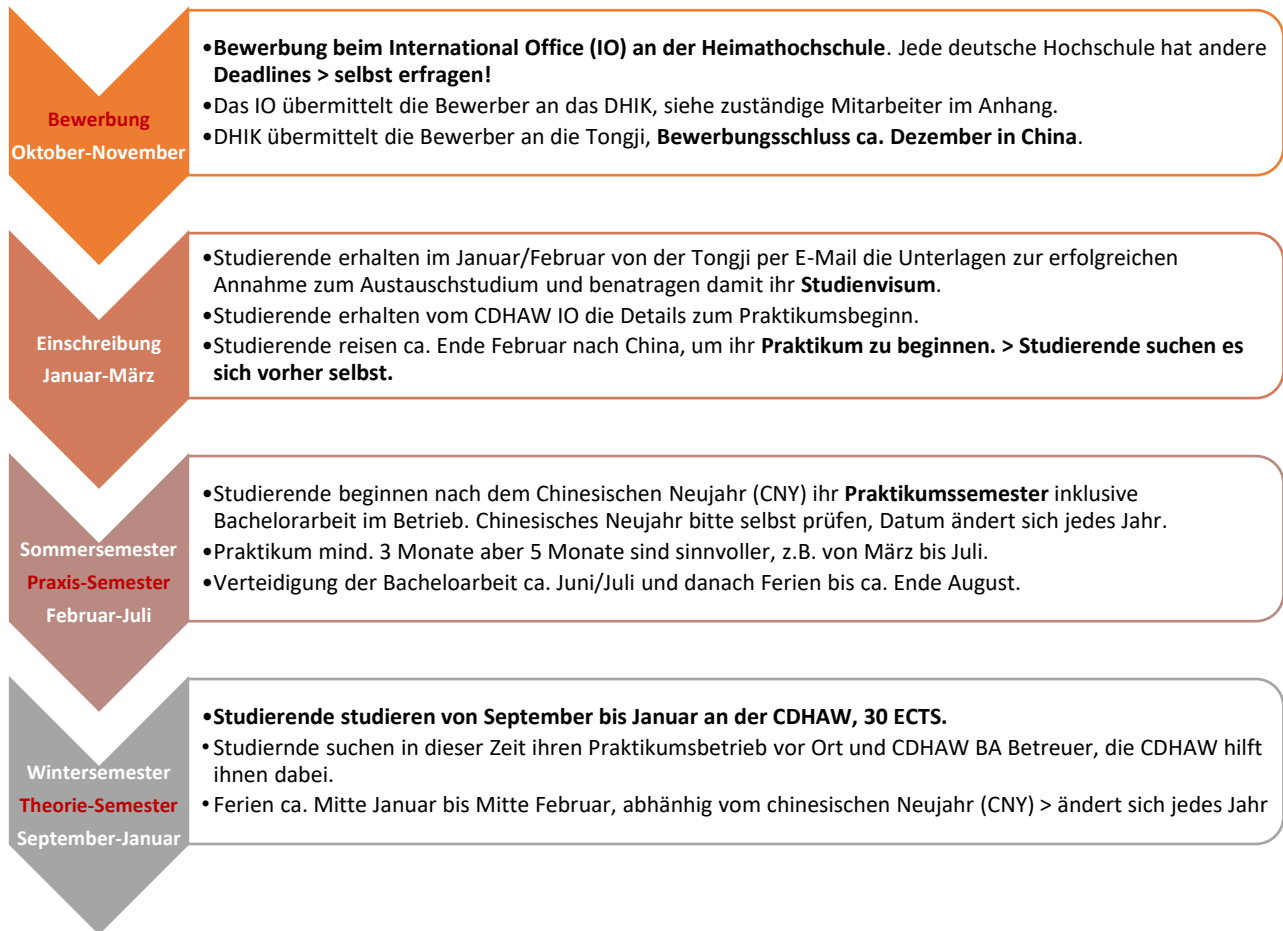 Bewerbung
Oktober-November
•Bewerbung beim International Office (IO) an der Heimathochschule. Jede deutsche Hochschule hat andere
Deadlines > selbst erfragen!
•Das IO übermittelt die Bewerber an das DHIK, siehe zuständige Mitarbeiter im Anhang.
•DHIK übermittelt die Bewerber an die Tongji, Bewerbungsschluss ca. Dezember in China.
Einschreibung
Januar-März
•Studierende erhalten im Januar/Februar von der Tongji per E-Mail die Unterlagen zur erfolgreichen
Annahme zum Austauschstudium und benatragen damit ihr Studienvisum.
•Studierende erhalten vom CDHAW IO die Details zum Praktikumsbeginn.
•Studierende reisen ca. Ende Februar nach China, um ihr Praktikum zu beginnen. > Studierende suchen es
sich vorher selbst.
Sommersemester
Praxis-Semester
Februar-Juli
•Studierende beginnen nach dem Chinesischen Neujahr (CNY) ihr Praktikumssemester inklusive
Bachelorarbeit im Betrieb. Chinesisches Neujahr bitte selbst prüfen, Datum ändert sich jedes Jahr.
•Praktikum mind. 3 Monate aber 5 Monate sind sinnvoller, z.B. von März bis Juli.
•Verteidigung der Bacheloarbeit ca. Juni/Juli und danach Ferien bis ca. Ende August.
Wintersemester
Theorie-Semester
September-Januar
•Studierende studieren von September bis Januar an der CDHAW, 30 ECTS.
• Studiernde suchen in dieser Zeit ihren Praktikumsbetrieb vor Ort und CDHAW BA Betreuer, die CDHAW hilft
ihnen dabei.
• Ferien ca. Mitte Januar bis Mitte Februar, abhänhig vom chinesischen Neujahr (CNY) > ändert sich jedes Jahr